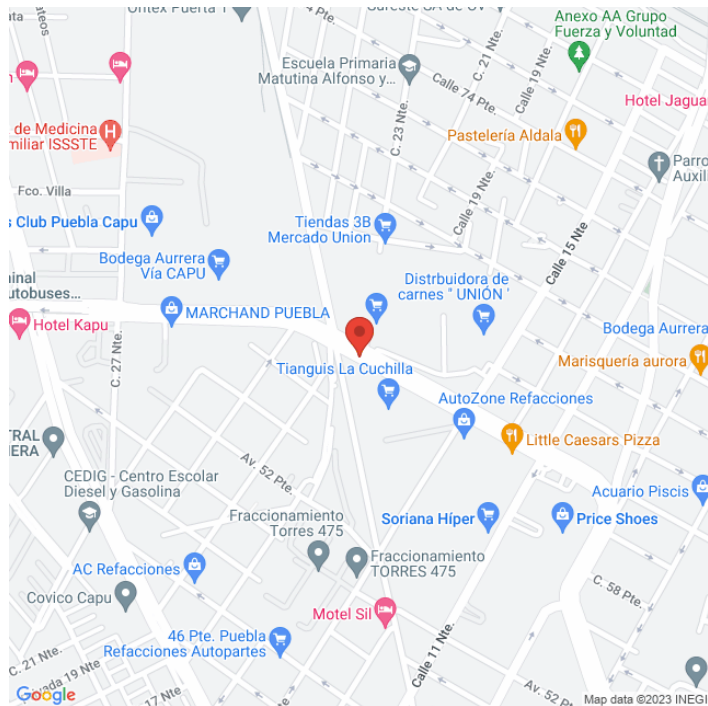 Ontex Puerta 1
Anexo AA Grupo
Fuerza y Voluntad
Escuela Primaria
Matutina Alfonso y...
C. 21 Nte.
Calle 19 Nte.
Calle 74 Pte.
Hotel Jaguar
de Medicina
miliar ISSSTE
C. 23 Nte.
Pastelería Aldala
Parro
Auxili
Fco. Villa
s Club Puebla Capu
Tiendas 3B
Mercado Union
Calle 19 Nte.
Calle 15 Nte
Bodega Aurrera
Vía CAPU
Distrbuidora de
carnes " UNIÓN '
minal
utobuses...
MARCHAND PUEBLA
Hotel Kapu
Bodega Aurrera
Marisquería aurora
C. 27 Nte.
Tianguis La Cuchilla
AutoZone Refacciones
Little Caesars Pizza
TRAL
ERA
Av. 52 Pte.
CEDIG - Centro Escolar
Diesel y Gasolina
Acuario Piscis
Soriana Híper
Price Shoes
Fraccionamiento
Torres 475
Fraccionamiento
TORRES 475
AC Refacciones
C. 58 Pte.
Covico Capu
Motel Sil
46 Pte. Puebla
Refacciones Autopartes
Calle 11 Nte.
C. 21 Nte.
19 Nte.
Av. 52 Pte.
Google
Map data ©2023 INEGI